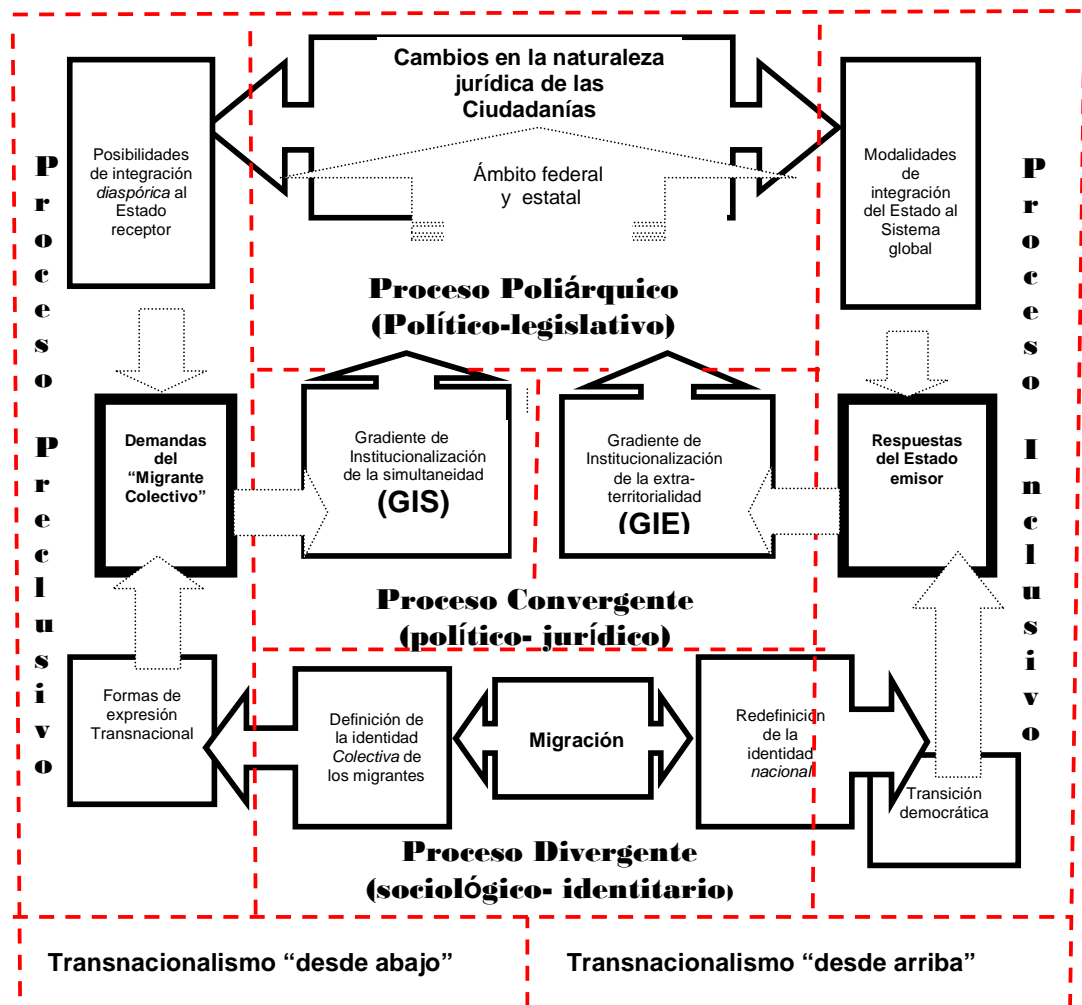 Cambios en la naturaleza
jurídica de las
Ciudadanías
Ámbito federal
y estatal
Posibilidades
de integración
diaspórica al
Estado
receptor
Modalidades
de
integración
del Estado al
Sistema
global
Proceso Preclusivo
Proceso Inclusivo
Proceso Poliárquico
(Político-legislativo)
Demandas
del
“Migrante
Colectivo”
Gradiente de
Institucionalización
de la simultaneidad
(GIS)
Gradiente de
Institucionalización
de la extra-
territorialidad
(GIE)
Respuestas
del Estado
emisor
Proceso Convergente
(político- jurídico)
Formas de
expresión
Transnacional
Definición de
la identidad
Colectiva de
los migrantes
Migración
Redefinición
de la
identidad
nacional
Transición
democrática
Proceso Divergente
(sociológico- identitario)
Transnacionalismo “desde abajo”
Transnacionalismo “desde arriba”